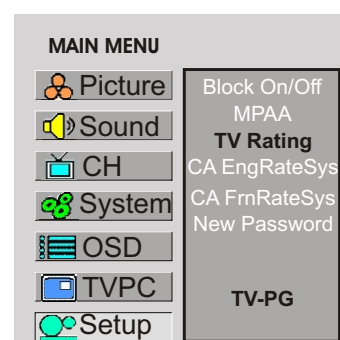 MAIN MENU
Picture
Sound
CH
System
OSD
TVPC
Setup
Block On/Off
MPAA
TV Rating
CA EngRateSys
CA FrnRateSys
New Password
TV-PG